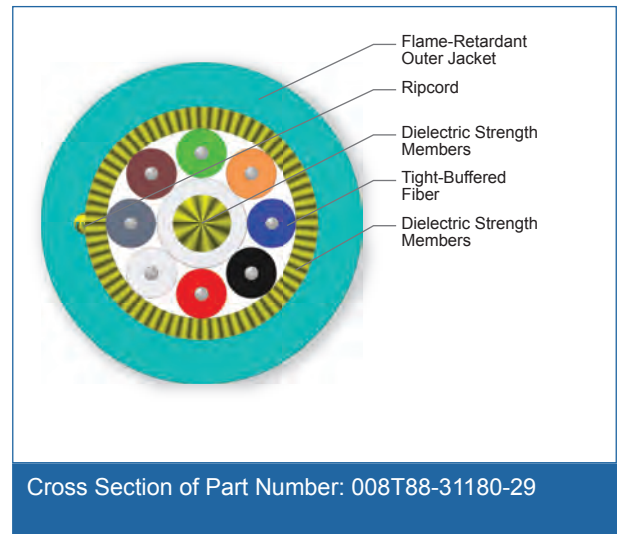 Flame-Retardant
Outer Jacket
Ripcord
Dielectric Strength
Members
Tight-Buffered
Fiber
Dielectric Strength
Members
Cross Section of Part Number: 008T88-31180-29